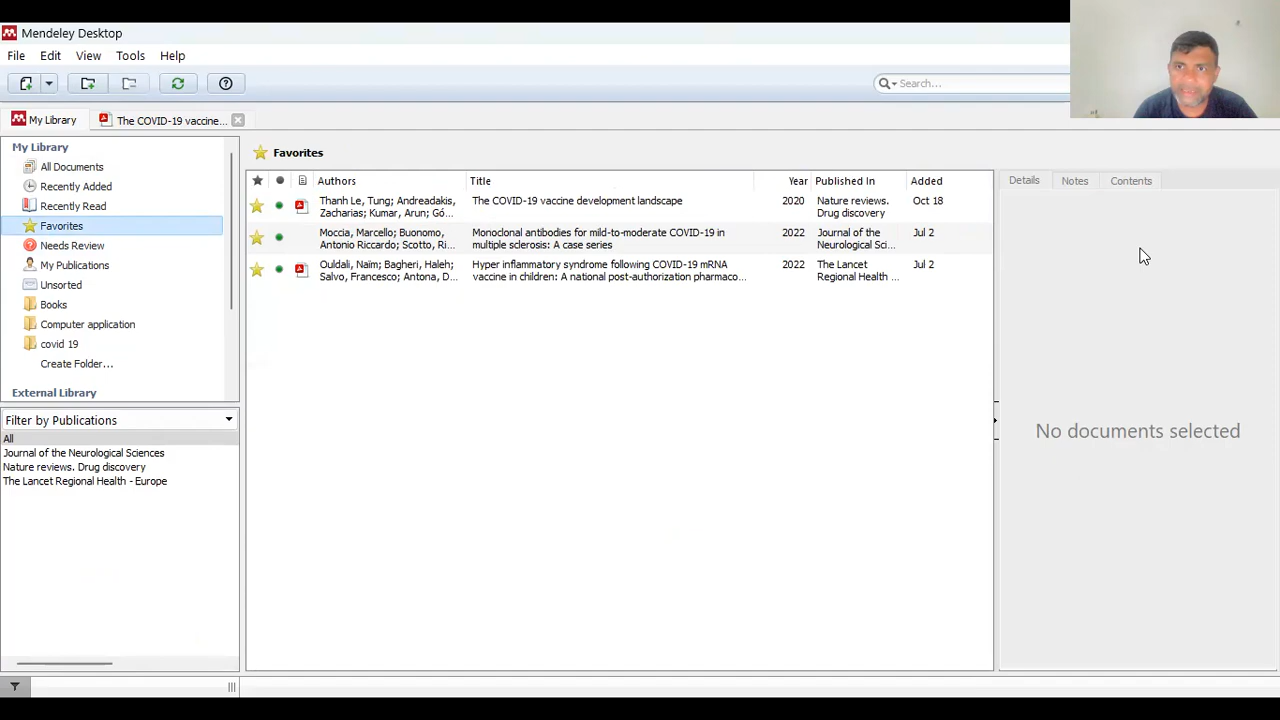 Mendeley Desktop
File Edit View Tools Help
Search...
My Library The COVID-19 vaccine...
My Library
All Documents
Recently Added
Recently Read
Favorites
Needs Review
My Publications
Unsorted
Books
Computer application
covid 19
Create Folder...
External Library
Filter by Publications
All
Journal of the Neurological Sciences
Nature reviews. Drug discovery
The Lancet Regional Health - Europe
Favorites
Authors Title Year Published In Added
Thanh Le, Tung; Andreadakis, The COVID-19 vaccine development landscape 2020 Nature reviews. Oct 18
Zacharias; Kumar, Arun; Gó... Drug discovery
Moccia, Marcello; Buonomo, Monoclonal antibodies for mild-to-moderate COVID-19 in 2022 Journal of the Jul 2
Antonio Riccardo; Scotto, Ri... multiple sclerosis: A case series Neurological Sci...
Ouldali, Naïm; Bagheri, Haleh; Hyper inflammatory syndrome following COVID-19 mRNA 2022 The Lancet Jul 2
Salvo, Francesco; Antona, D... vaccine in children: A national post-authorization pharmaco... Regional Health ...
Details Notes Contents
No documents selected